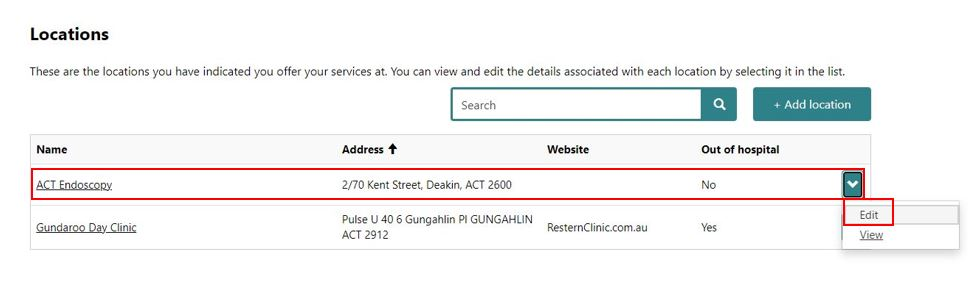 Locations
These are the locations you have indicated you offer your services at. You can view and edit the details associated with each location by selecting it in the list.
Search
+ Add location
Name Address Website Out of hospital
ACT Endoscopy 2/70 Kent Street, Deakin, ACT 2600 No
Gundaroo Day Clinic Pulse U 40 6 Gungahlin Pl GUNGAHLIN ResternClinic.com.au Yes
ACT 2912
Edit
View